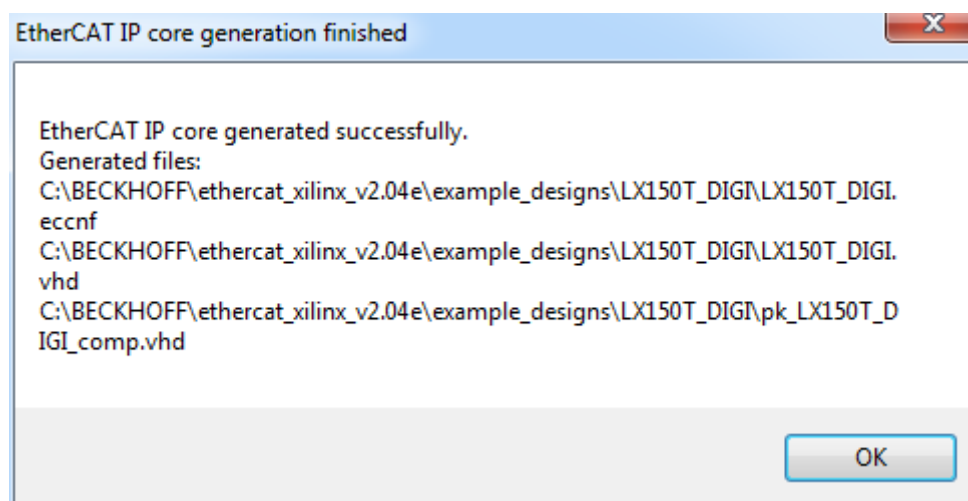 EtherCAT IP core generation finished
EtherCAT IP core generated successfully.
Generated files:
C:\BECKHOFF\ethercat_xilinx_v2.04e\example_designs\LX150T_DIGI\LX150T_DIGI.
eccnf
C:\BECKHOFF\ethercat_xilinx_v2.04e\example_designs\LX150T_DIGI\LX150T_DIGI.
vhd
C:\BECKHOFF\ethercat_xilinx_v2.04e\example_designs\LX150T_DIGI\pk_LX150T_D
IGI_comp.vhd
OK